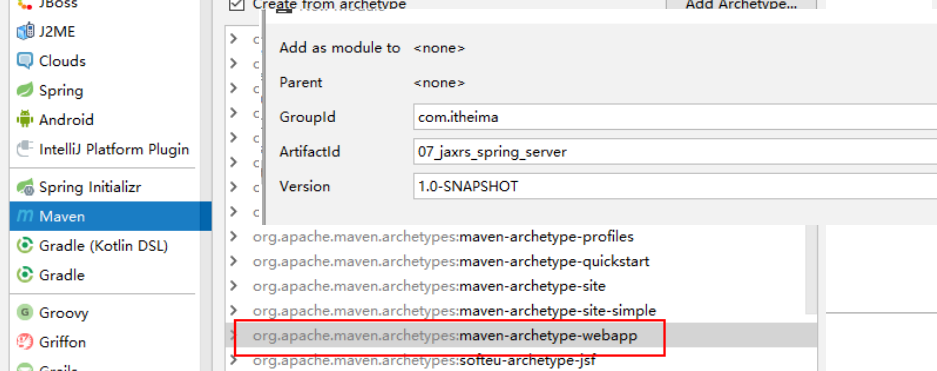 JBoss
J2ME
Clouds
Spring
Android
IntelliJ Platform Plugin
Spring Initializr
Maven
Gradle (Kotlin DSL)
Gradle
Groovy
Griffon
Grails
Create from archetype
Add Archetype...
Add as module to <none>
Parent <none>
GroupId com.itheima
ArtifactId 07_jaxrs_spring_server
Version 1.0-SNAPSHOT
org.apache.maven.archetypes:maven-archetype-profiles
org.apache.maven.archetypes:maven-archetype-quickstart
org.apache.maven.archetypes:maven-archetype-site
org.apache.maven.archetypes:maven-archetype-site-simple
org.apache.maven.archetypes:maven-archetype-webapp
org.apache.maven.archetypes:softeu-archetype-jsf